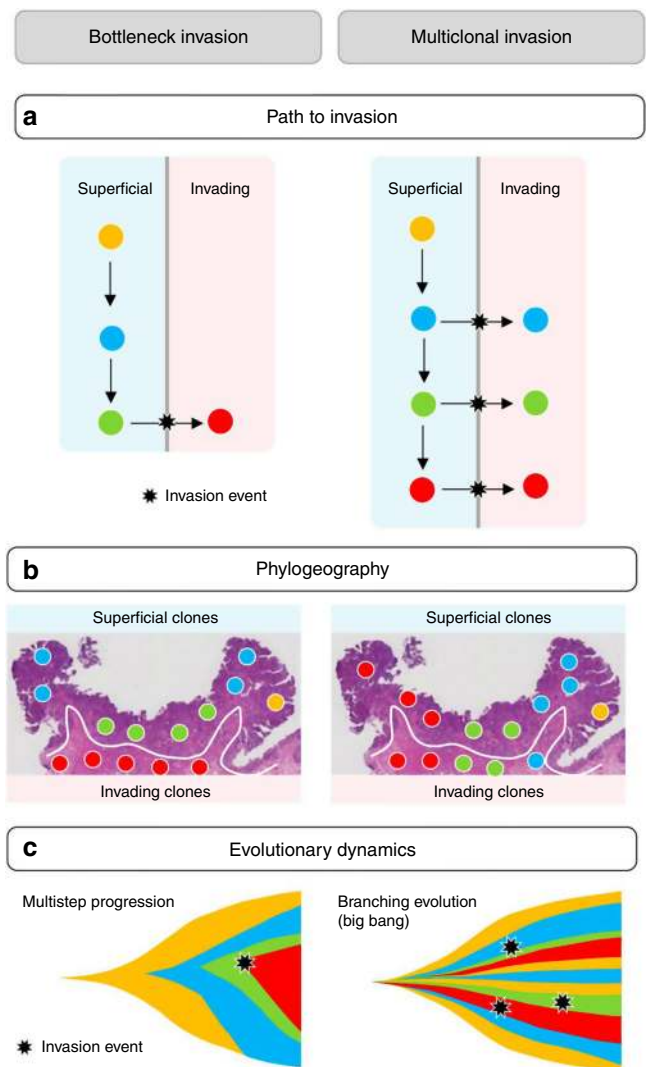 Bottleneck invasion
Multiclonal invasion
a
Path to invasion
Superficial
Invading
Superficial
Invading
Invasion event
b
Phylogeography
Superficial clones
Superficial clones
Invading clones
Invading clones
c
Evolutionary dynamics
Multistep progression
Branching evolution
(big bang)
Invasion event